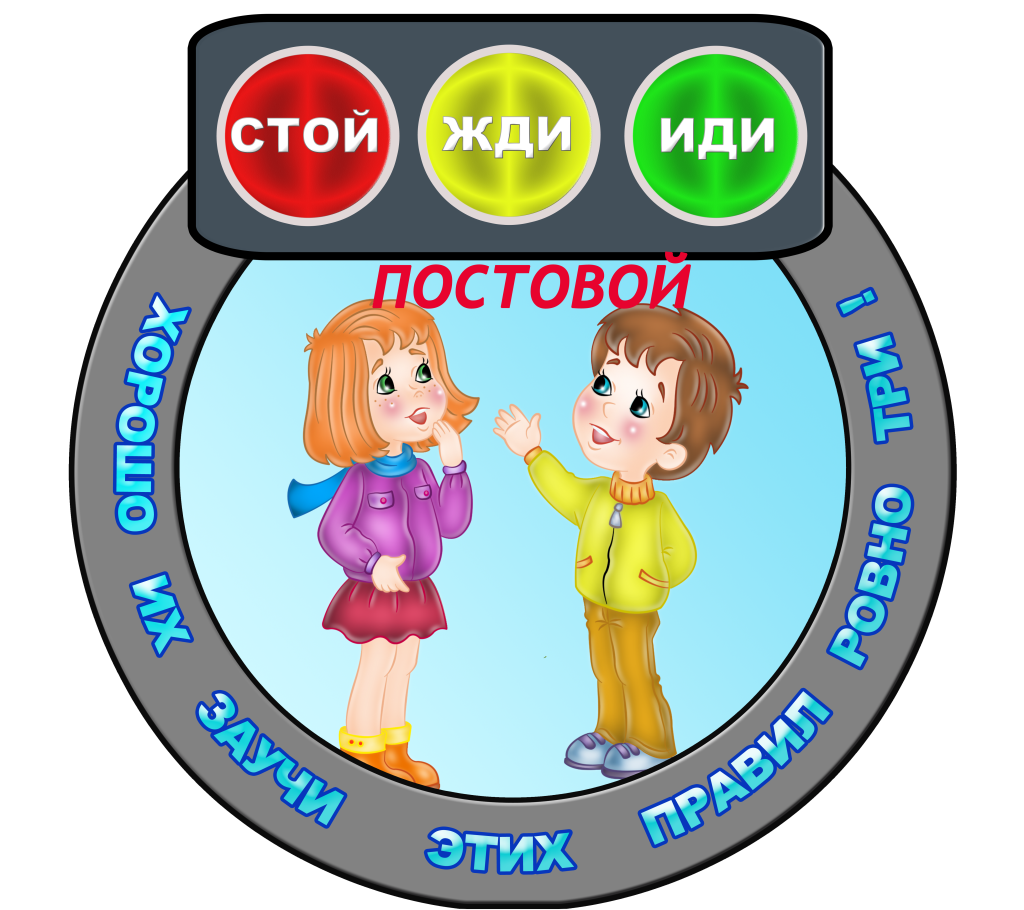 СТОЙ ЖДИ ИДИ
ПОСТОВОЙ
ХОРОШО ИХ ЗАУЧИ ЭТИХ ПРАВИЛ РОВНО ТРИ !